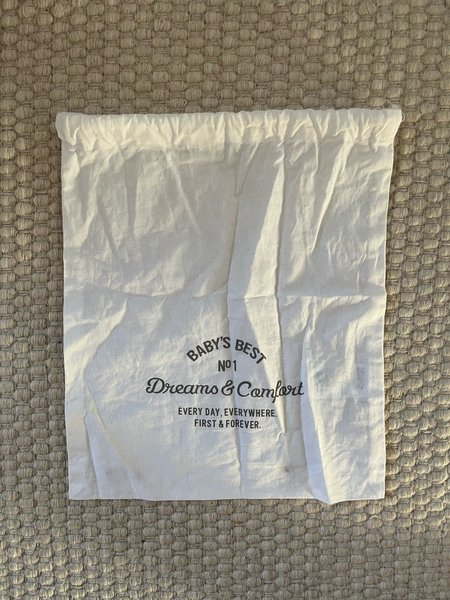 BABY'S BEST
No1
Dreams & Comfort
EVERY DAY, EVERYWHERE.
FIRST & FOREVER.